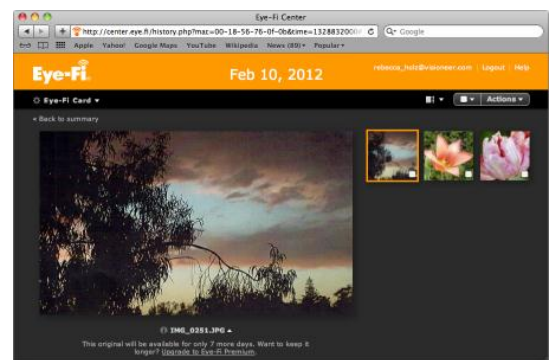 Eye-Fi Center
http://center.eye.fi/history.php?mac=00-18-56-76-0f-0b&time=1328832000
Google
Apple Yahoo! Google Maps YouTube Wikipedia News (89) Popular
Eye-Fi
Feb 10, 2012
rebecca_holz@visioneer.com | Logout | Help
Eye-Fi Card
Actions
« Back to summary
IMG_0251.JPG
This original will be available for only 7 more days. Want to keep it
longer? Upgrade to Eye-Fi Premium.